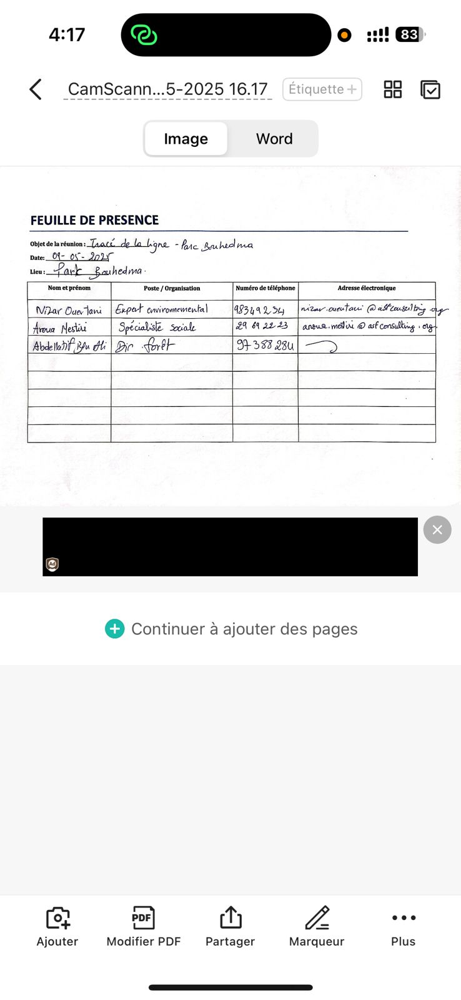 4:17
83
CamScann...5-2025 16.17
Étiquette +
Image Word
FEUILLE DE PRESENCE
Objet de la réunion : Tracé de la ligne - Parc Bouhedma
Date: 09-05-2025
Lieu : Park Bouhedma.
Nom et prénom Poste / Organisation Numéro de téléphone Adresse électronique
Nizar Ouertani Expert environnemental 98349234 nizar.ouertani@asfconsulting.org
Aroua Mestiri Spécialiste Sociale 29 69 22 23 aroua.mestiri@asfconsulting.org
Abdellatif Ben Ali Dir forêt 97388284
Ad
Continuer à ajouter des pages
PDF
Ajouter Modifier PDF Partager Marqueur Plus